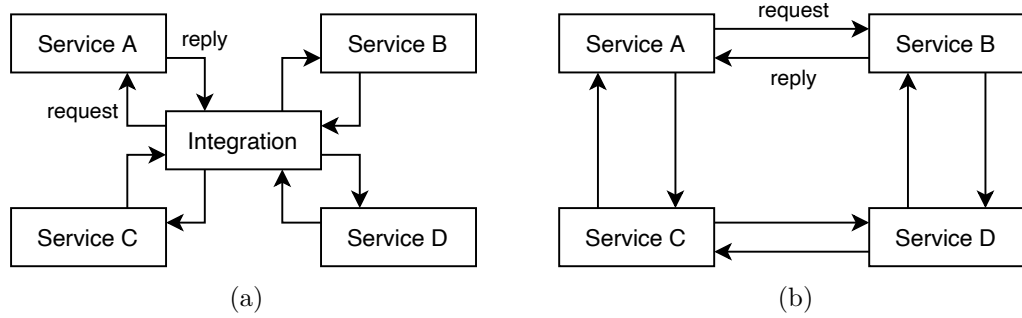 Service A
reply
Service B
request
Integration
Service C
Service D
(a)
request
Service A
Service B
reply
Service C
Service D
(b)